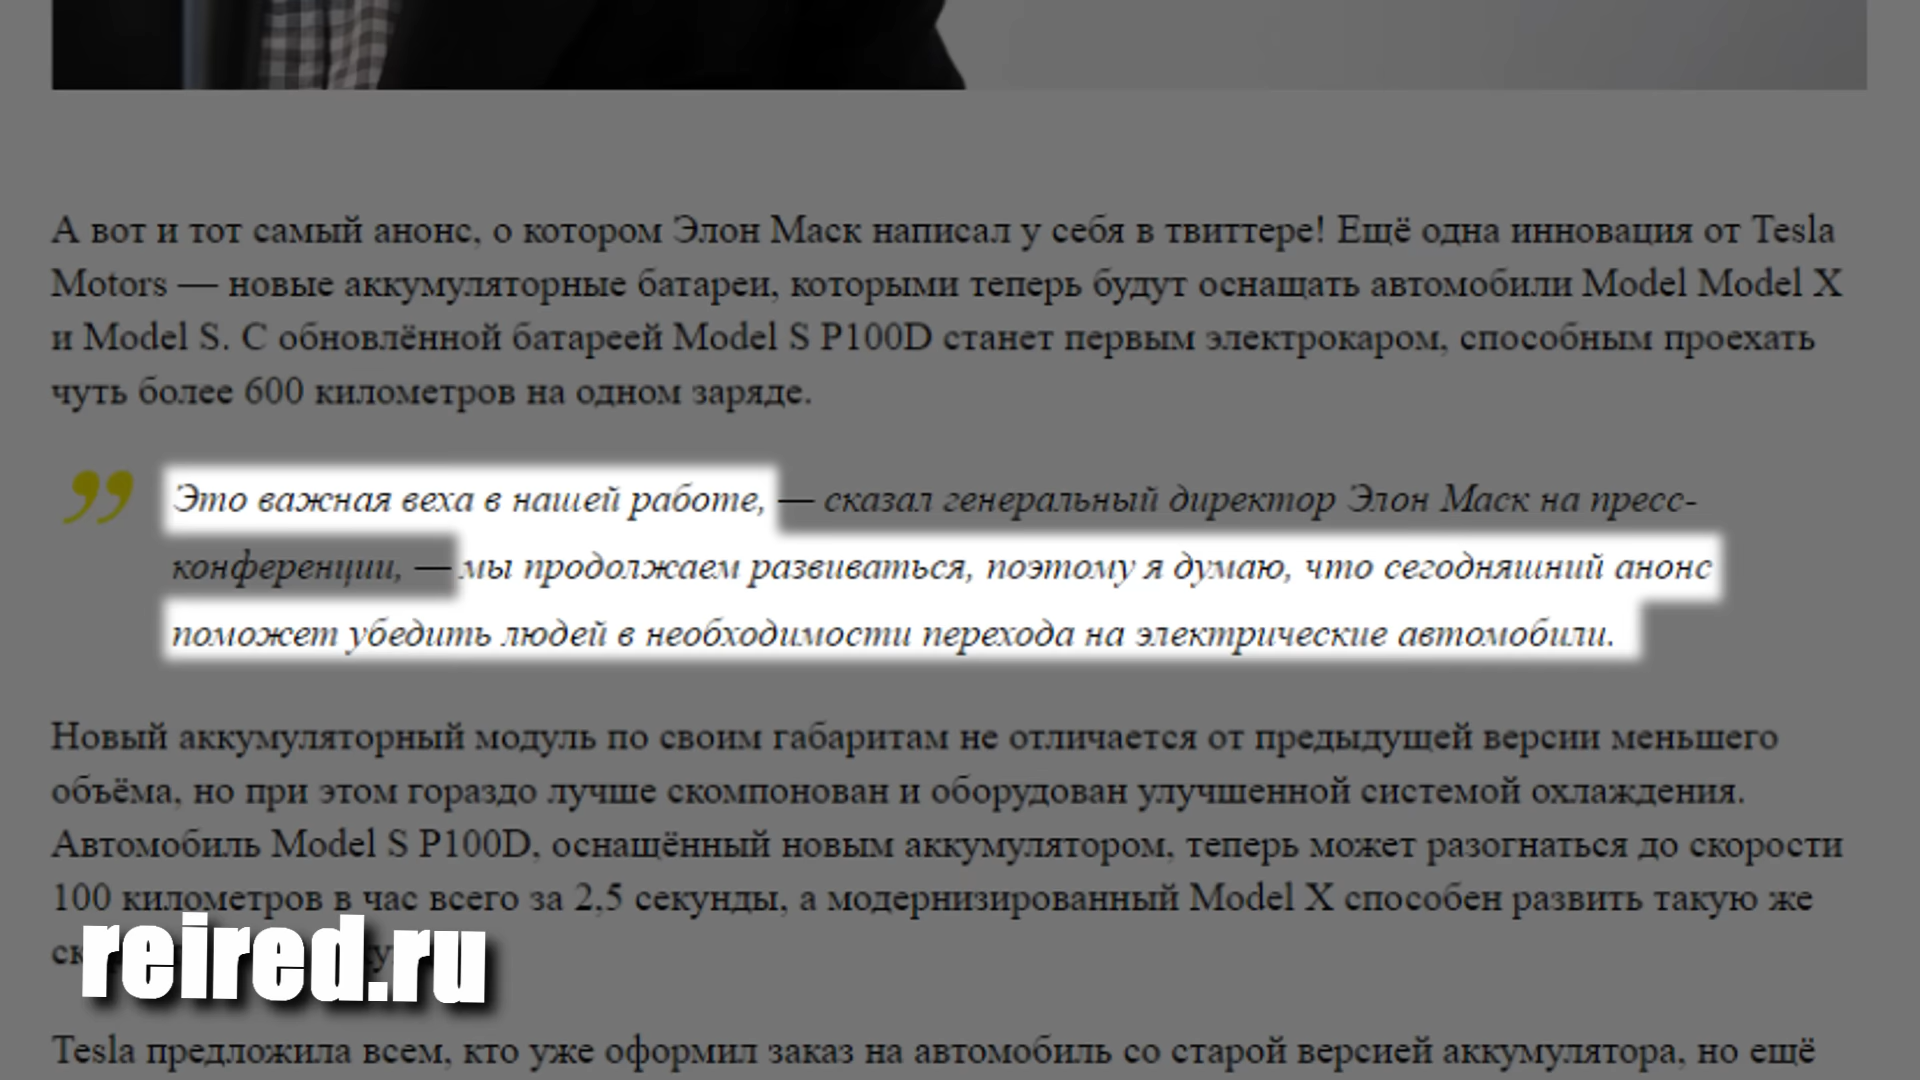 А вот и тот самый анонс, о котором Элон Маск написал у себя в твиттере! Ещё одна инновация от Tesla
Motors — новые аккумуляторные батареи, которыми теперь будут оснащать автомобили Model Model X
и Model S. С обновлённой батареей Model S P100D станет первым электрокаром, способным проехать
чуть более 600 километров на одном заряде.
” Это важная веха в нашей работе, — сказал генеральный директор Элон Маск на пресс-
конференции, — мы продолжаем развиваться, поэтому я думаю, что сегодняшний анонс
поможет убедить людей в необходимости перехода на электрические автомобили.
Новый аккумуляторный модуль по своим габаритам не отличается от предыдущей версии меньшего
объёма, но при этом гораздо лучше скомпонован и оборудован улучшенной системой охлаждения.
Автомобиль Model S P100D, оснащённый новым аккумулятором, теперь может разогнаться до скорости
100 километров в час всего за 2,5 секунды, а модернизированный Model X способен развить такую же
reired.ru
Tesla предложила всем, кто уже оформил заказ на автомобиль со старой версией аккумулятора, но ещё